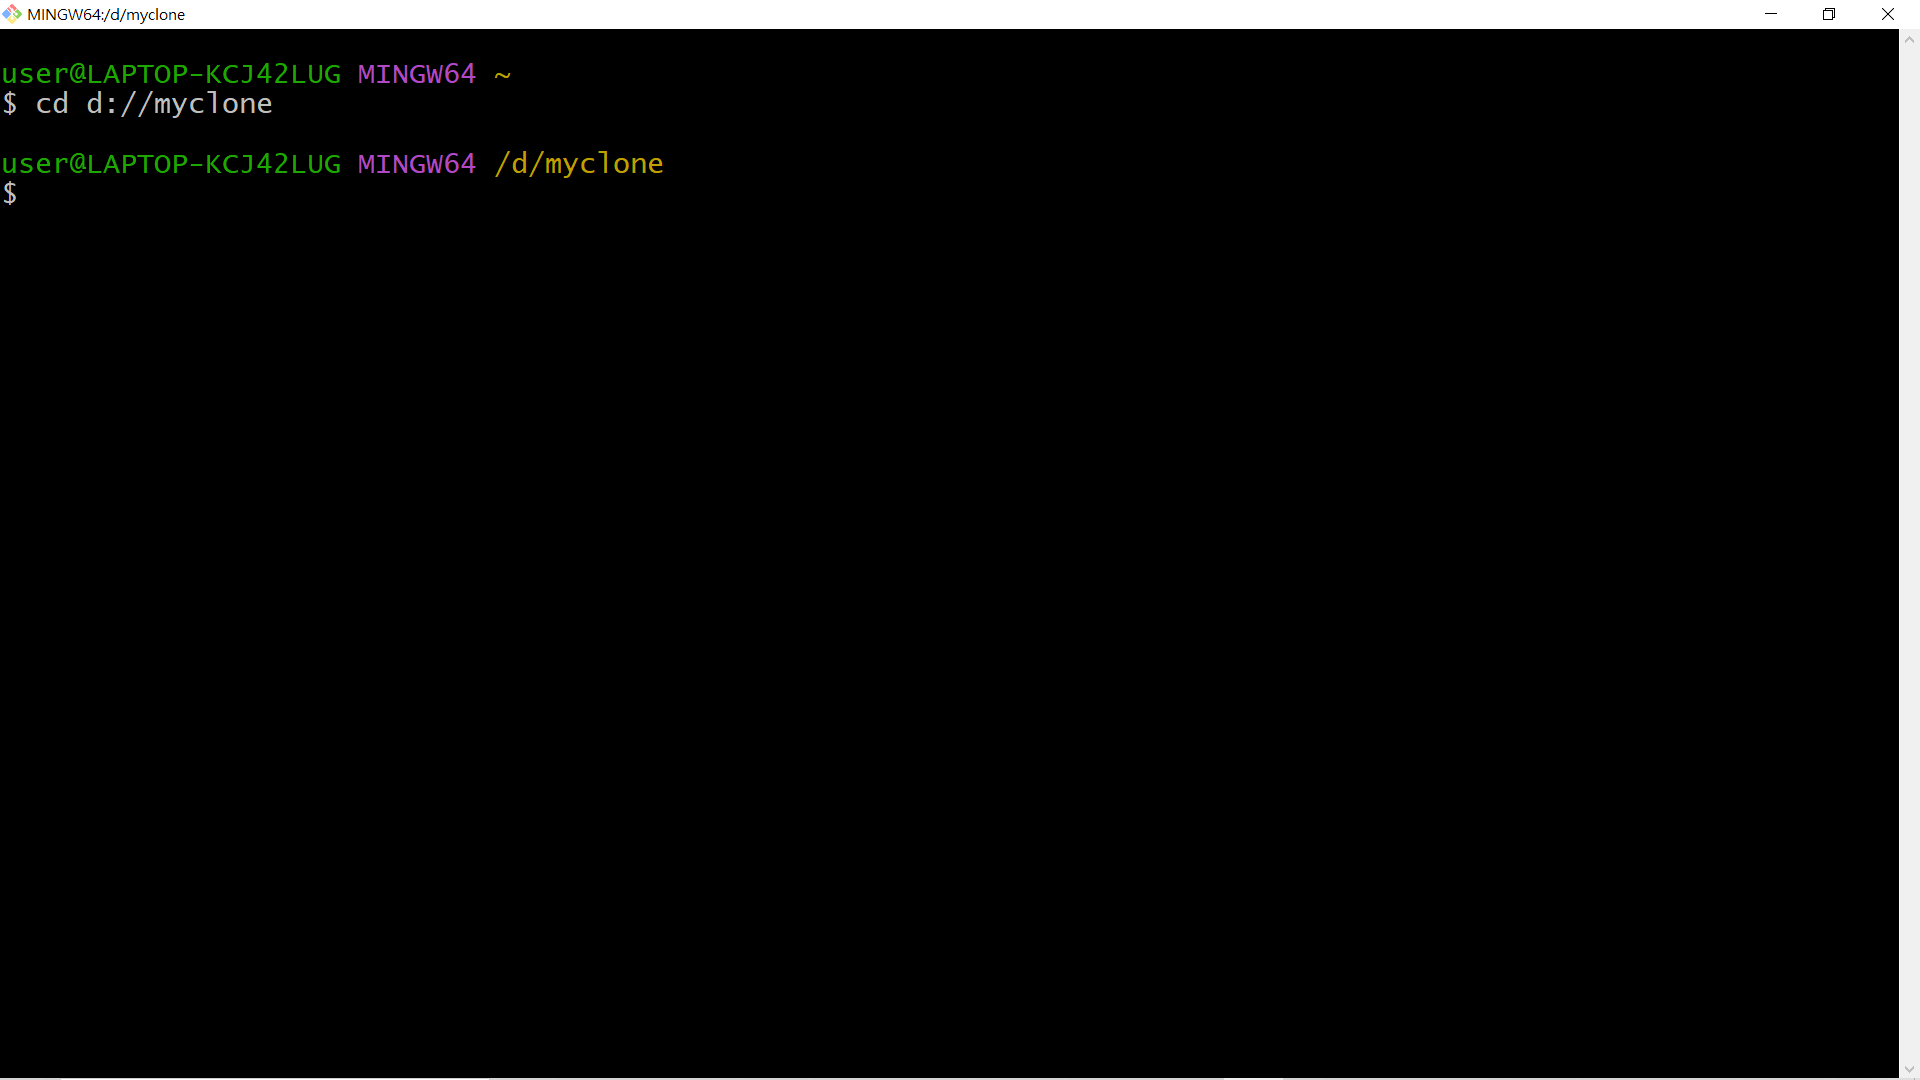 MINGW64:/d/myclone
user@LAPTOP-KCJ42LUG MINGW64 ~
$ cd d://myclone
user@LAPTOP-KCJ42LUG MINGW64 /d/myclone
$